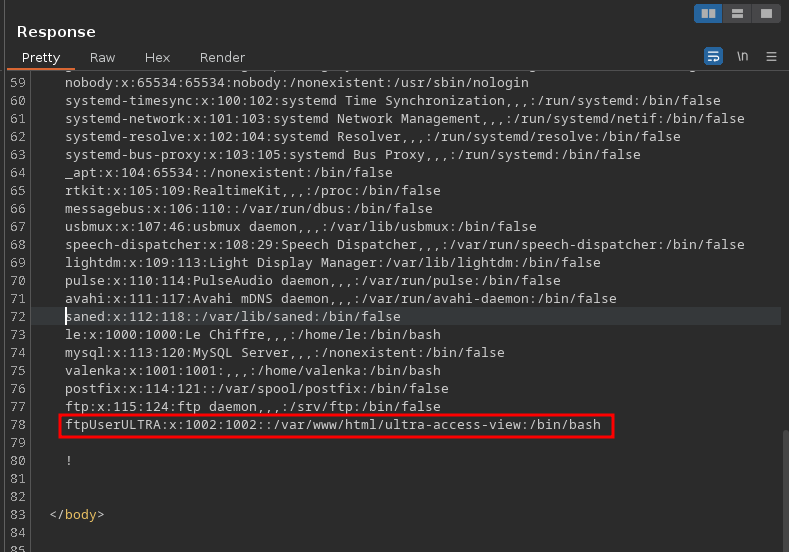 Response
Pretty Raw Hex Render \n
59 nobody:x:65534:65534:nobody:/nonexistent:/usr/sbin/nologin
60 systemd-timesync:x:100:102:systemd Time Synchronization,,,:/run/systemd:/bin/false
61 systemd-network:x:101:103:systemd Network Management,,,:/run/systemd/netif:/bin/false
62 systemd-resolve:x:102:104:systemd Resolver,,,:/run/systemd/resolve:/bin/false
63 systemd-bus-proxy:x:103:105:systemd Bus Proxy,,,:/run/systemd:/bin/false
64 _apt:x:104:65534::/nonexistent:/bin/false
65 rtkit:x:105:109:RealtimeKit,,,:/proc:/bin/false
66 messagebus:x:106:110::/var/run/dbus:/bin/false
67 usbmux:x:107:46:usbmux daemon,,,:/var/lib/usbmux:/bin/false
68 speech-dispatcher:x:108:29:Speech Dispatcher,,,:/var/run/speech-dispatcher:/bin/false
69 lightdm:x:109:113:Light Display Manager:/var/lib/lightdm:/bin/false
70 pulse:x:110:114:PulseAudio daemon,,,:/var/run/pulse:/bin/false
71 avahi:x:111:117:Avahi mDNS daemon,,,:/var/run/avahi-daemon:/bin/false
72 saned:x:112:118::/var/lib/saned:/bin/false
73 le:x:1000:1000:Le Chiffre,,,:/home/le:/bin/bash
74 mysql:x:113:120:MySQL Server,,,:/nonexistent:/bin/false
75 valenka:x:1001:1001:,,,:/home/valenka:/bin/bash
76 postfix:x:114:121::/var/spool/postfix:/bin/false
77 ftp:x:115:124:ftp daemon,,,:/srv/ftp:/bin/false
78 ftpUserULTRA:x:1002:1002::/var/www/html/ultra-access-view:/bin/bash
79
80 !
81
82
83 </body>
84
85